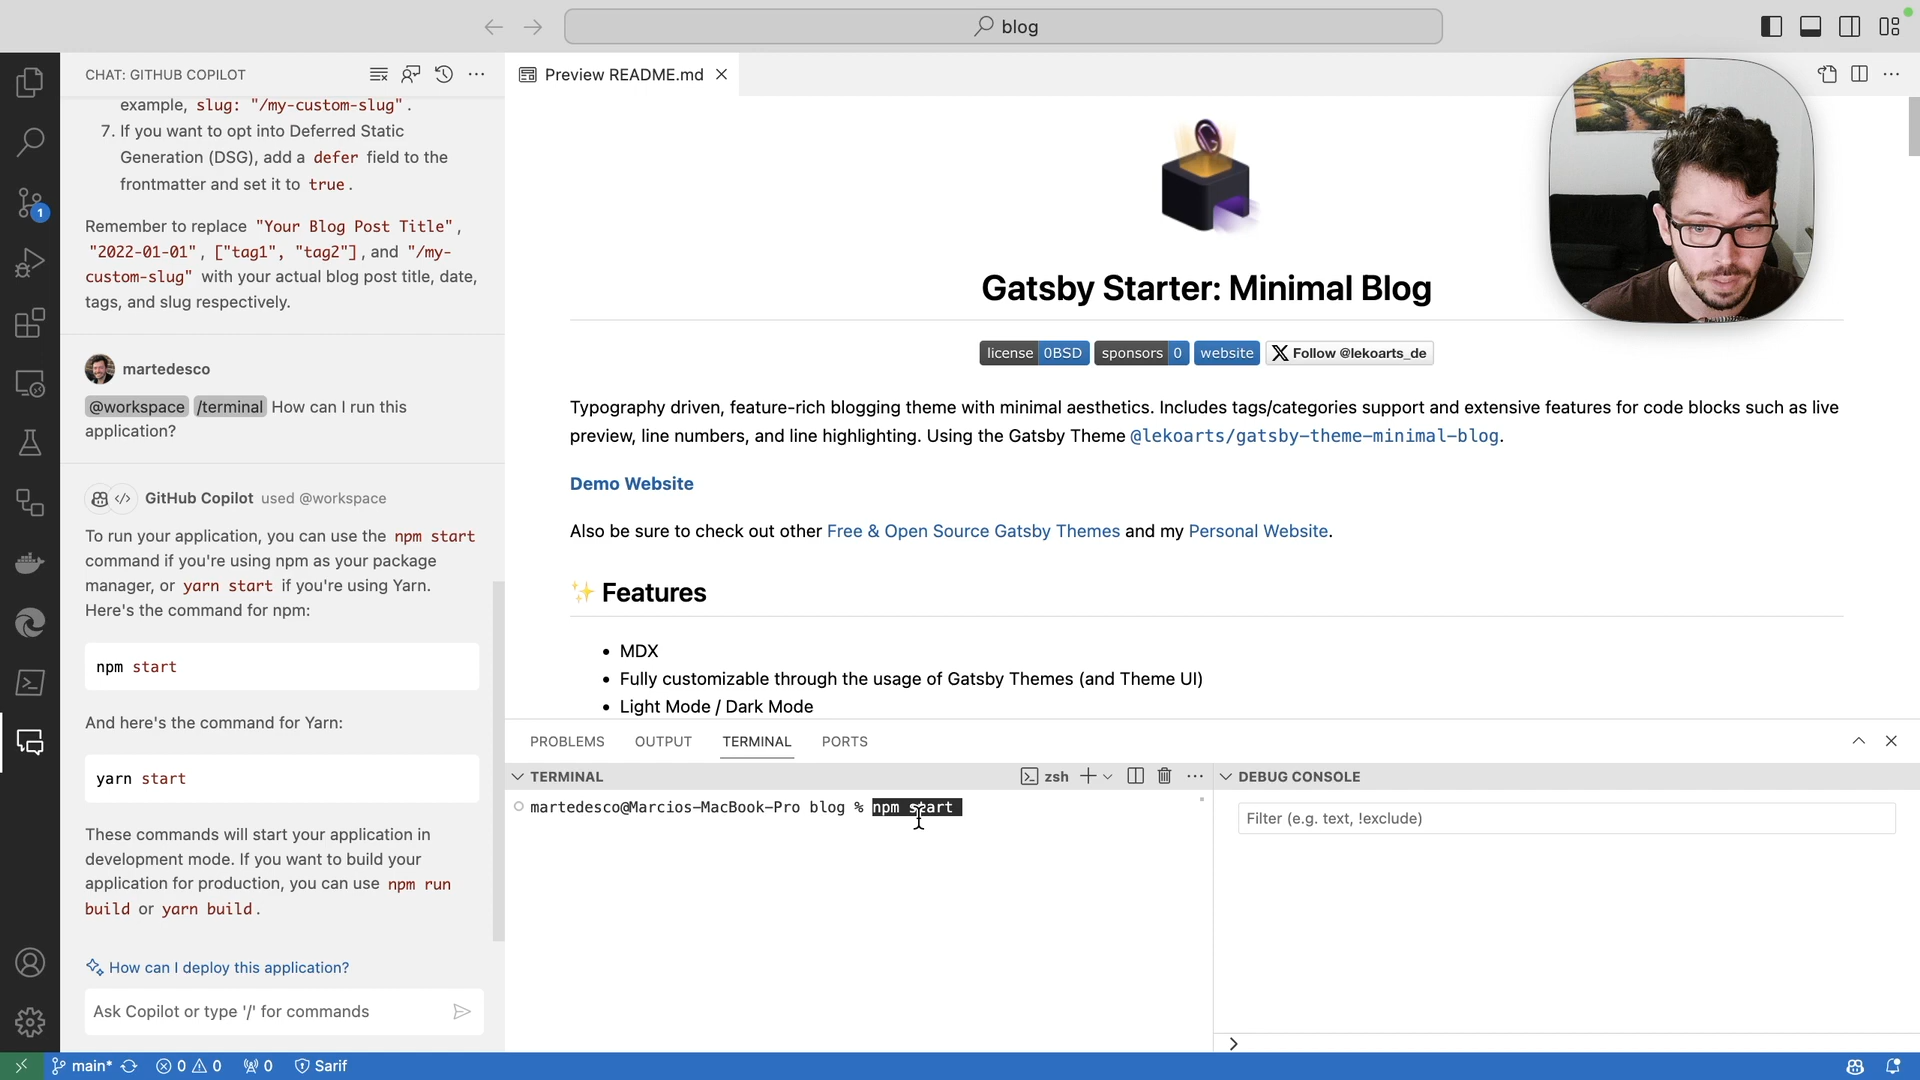 blog
CHAT: GITHUB COPILOT
example, slug: "/my-custom-slug".
7. If you want to opt into Deferred Static
Generation (DSG), add a defer field to the
frontmatter and set it to true.
Remember to replace "Your Blog Post Title",
"2022-01-01", ["tag1", "tag2"], and "/my-
custom-slug" with your actual blog post title, date,
tags, and slug respectively.
martedesco
@workspace /terminal How can I run this
application?
GitHub Copilot used @workspace
To run your application, you can use the npm start
command if you're using npm as your package
manager, or yarn start if you're using Yarn.
Here's the command for npm:
npm start
And here's the command for Yarn:
yarn start
These commands will start your application in
development mode. If you want to build your
application for production, you can use npm run
build or yarn build.
How can I deploy this application?
Ask Copilot or type '/' for commands
Preview README.md
Gatsby Starter: Minimal Blog
license 0BSD sponsors 0 website X Follow @lekoarts_de
Typography driven, feature-rich blogging theme with minimal aesthetics. Includes tags/categories support and extensive features for code blocks such as live
preview, line numbers, and line highlighting. Using the Gatsby Theme @lekoarts/gatsby-theme-minimal-blog.
Demo Website
Also be sure to check out other Free & Open Source Gatsby Themes and my Personal Website.
✨ Features
• MDX
• Fully customizable through the usage of Gatsby Themes (and Theme UI)
• Light Mode / Dark Mode
PROBLEMS OUTPUT TERMINAL PORTS
TERMINAL
zsh
martedesco@Marcios-MacBook-Pro blog % npm start
DEBUG CONSOLE
Filter (e.g. text, !exclude)
1
main* 0 0 0 Sarif